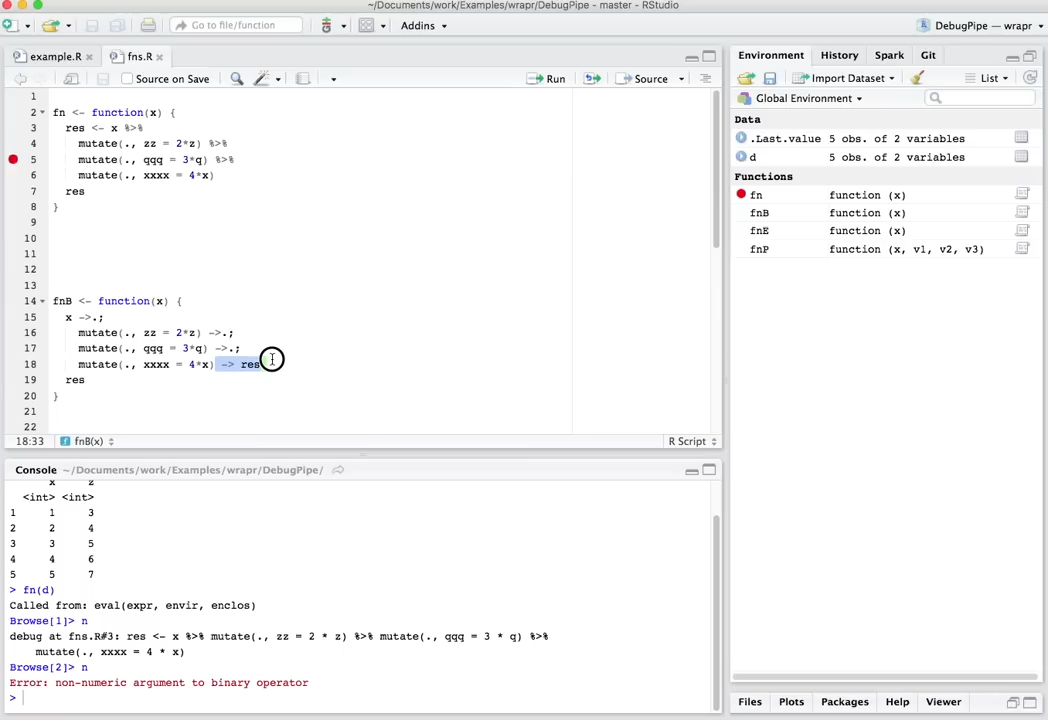 ~/Documents/work/Examples/wrapr/DebugPipe - master - RStudio
Go to file/function
Addins
DebugPipe — wrapr
example.R
fns.R
Source on Save
Run
Source
1
2 fn <- function(x) {
3 res <- x %>%
4 mutate(., zz = 2*z) %>%
5 mutate(., qqq = 3*q) %>%
6 mutate(., xxxx = 4*x)
7 res
8 }
9
10
11
12
13
14 fnB <- function(x) {
15 x ->.;
16 mutate(., zz = 2*z) ->.;
17 mutate(., qqq = 3*q) ->.;
18 mutate(., xxxx = 4*x) -> res
19 res
20 }
21
22
18:33 fnB(x) R Script
Console ~/Documents/work/Examples/wrapr/DebugPipe/
x z
<int> <int>
1 1 3
2 2 4
3 3 5
4 4 6
5 5 7
> fn(d)
Called from: eval(expr, envir, enclos)
Browse[1]> n
debug at fns.R#3: res <- x %>% mutate(., zz = 2 * z) %>% mutate(., qqq = 3 * q) %>%
mutate(., xxxx = 4 * x)
Browse[2]> n
Error: non-numeric argument to binary operator
>
Environment History Spark Git
Import Dataset List
Global Environment
Data
.Last.value 5 obs. of 2 variables
d 5 obs. of 2 variables
Functions
fn function (x)
fnB function (x)
fnE function (x)
fnP function (x, v1, v2, v3)
Files Plots Packages Help Viewer